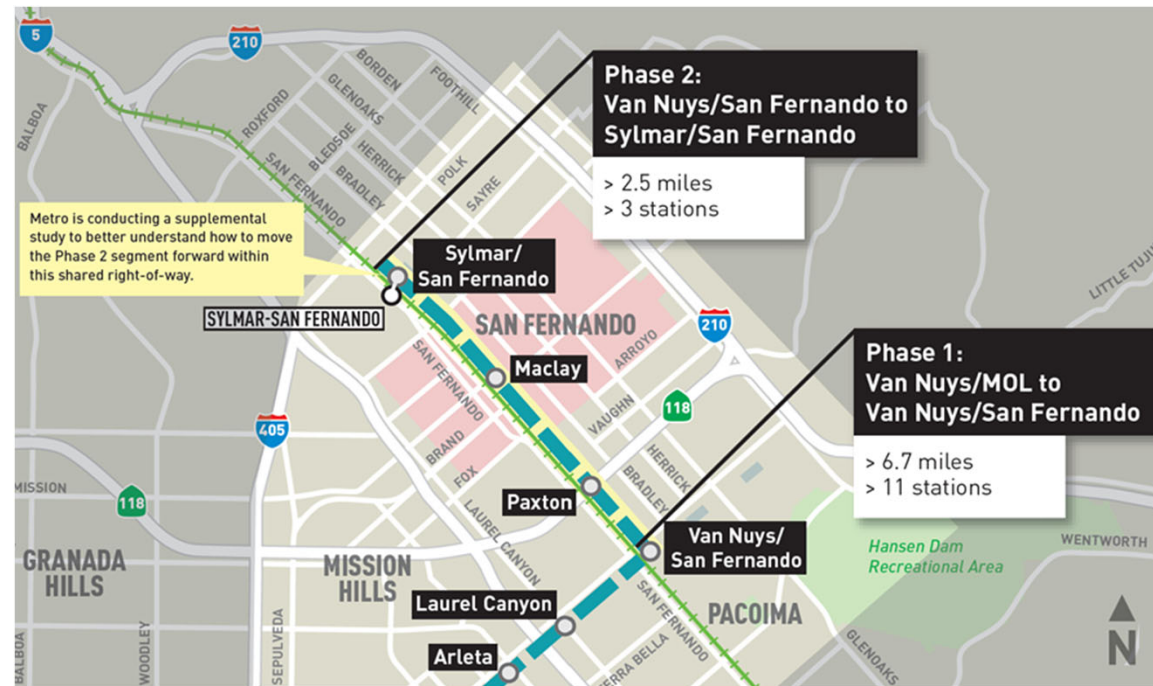 5
210
BALBOA
ROXFORD
BORDEN
GLENOAKS
BLEDSOE
HERRICK
BRADLEY
FOOTHILL
POLK
SAYRE
SAN FERNANDO
Phase 2:
Van Nuys/San Fernando to
Sylmar/San Fernando
> 2.5 miles
> 3 stations
Metro is conducting a supplemental
study to better understand how to move
the Phase 2 segment forward within
this shared right-of-way.
Sylmar/
San Fernando
SYLMAR-SAN FERNANDO
SAN FERNANDO
LITTLE TUJU
210
ARROYO
Maclay
SAN FERNANDO
Phase 1:
Van Nuys/MOL to
Van Nuys/San Fernando
> 6.7 miles
> 11 stations
118
VAUGHN
405
BRAND
FOX
HERRICK
BRADLEY
MISSION
118
Paxton
LAUREL CANYON
Van Nuys/
San Fernando
Hansen Dam
Recreational Area
WENTWORTH
GRANADA
HILLS
MISSION
HILLS
Laurel Canyon
SAN FERNANDO
PACOIMA
Arleta
ERRA BELLA
GLENOAKS
BALBOA
WOODLEY
SEPULVEDA
N